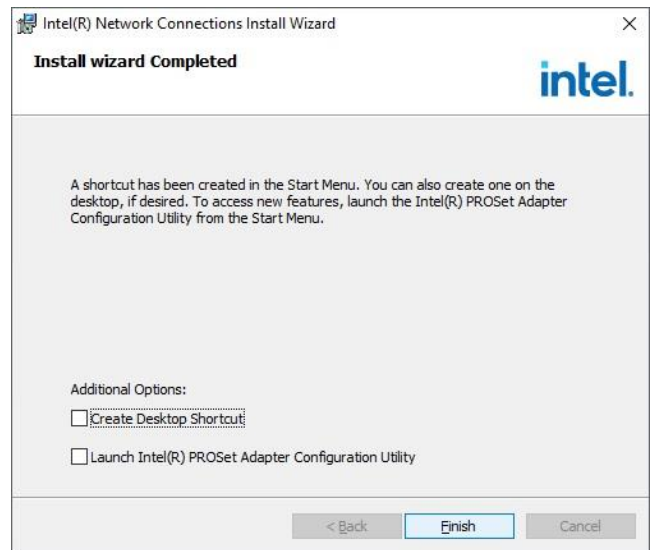 Intel(R) Network Connections Install Wizard
Install wizard Completed
intel.
A shortcut has been created in the Start Menu. You can also create one on the
desktop, if desired. To access new features, launch the Intel(R) PROSet Adapter
Configuration Utility from the Start Menu.
Additional Options:
Create Desktop Shortcut
Launch Intel(R) PROSet Adapter Configuration Utility
< Back Finish Cancel